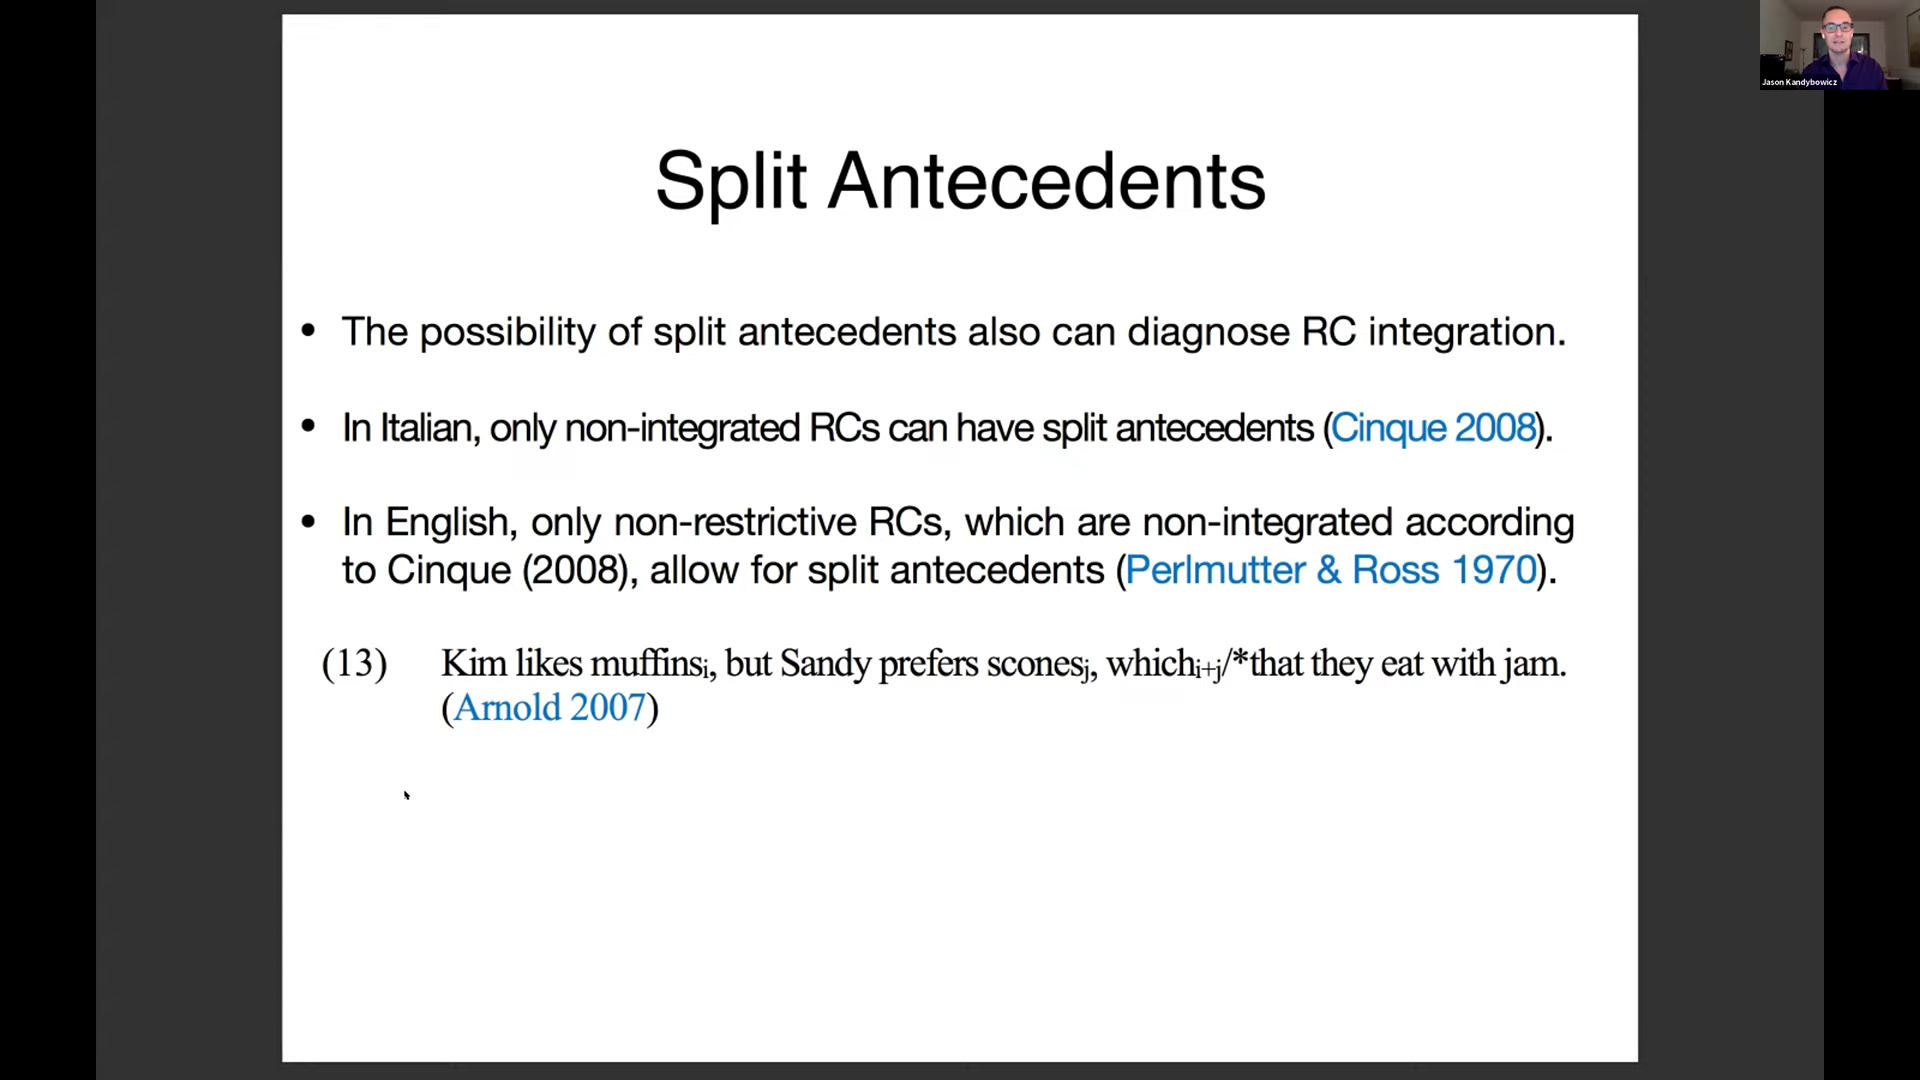 Jason Kandybowicz
Split Antecedents
• The possibility of split antecedents also can diagnose RC integration.
• In Italian, only non-integrated RCs can have split antecedents (Cinque 2008).
• In English, only non-restrictive RCs, which are non-integrated according
to Cinque (2008), allow for split antecedents (Perlmutter & Ross 1970).
(13) Kim likes muffinsᵢ, but Sandy prefers sconesⱼ, whichᵢ₊ⱼ/*that they eat with jam.
(Arnold 2007)